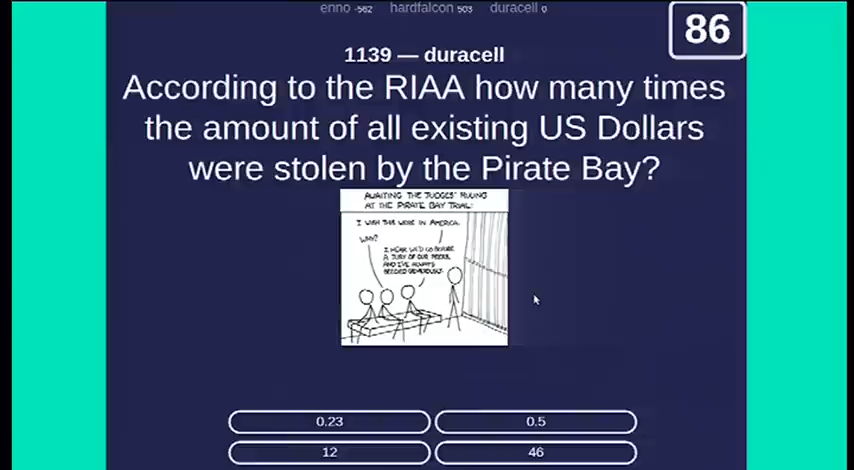 enno -562 hardfalcon 503 duracell 0
86
1139 — duracell
According to the RIAA how many times
the amount of all existing US Dollars
were stolen by the Pirate Bay?
AWAITING THE JUDGES' RULING
AT THE PIRATE BAY TRIAL:
I WISH THIS WERE IN AMERICA.
WHY?
I HEAR WE'D GO BEFORE
A JURY OF OUR PEERS,
AND I'VE ALWAYS
SEEDED GENEROUSLY.
0.23
0.5
12
46